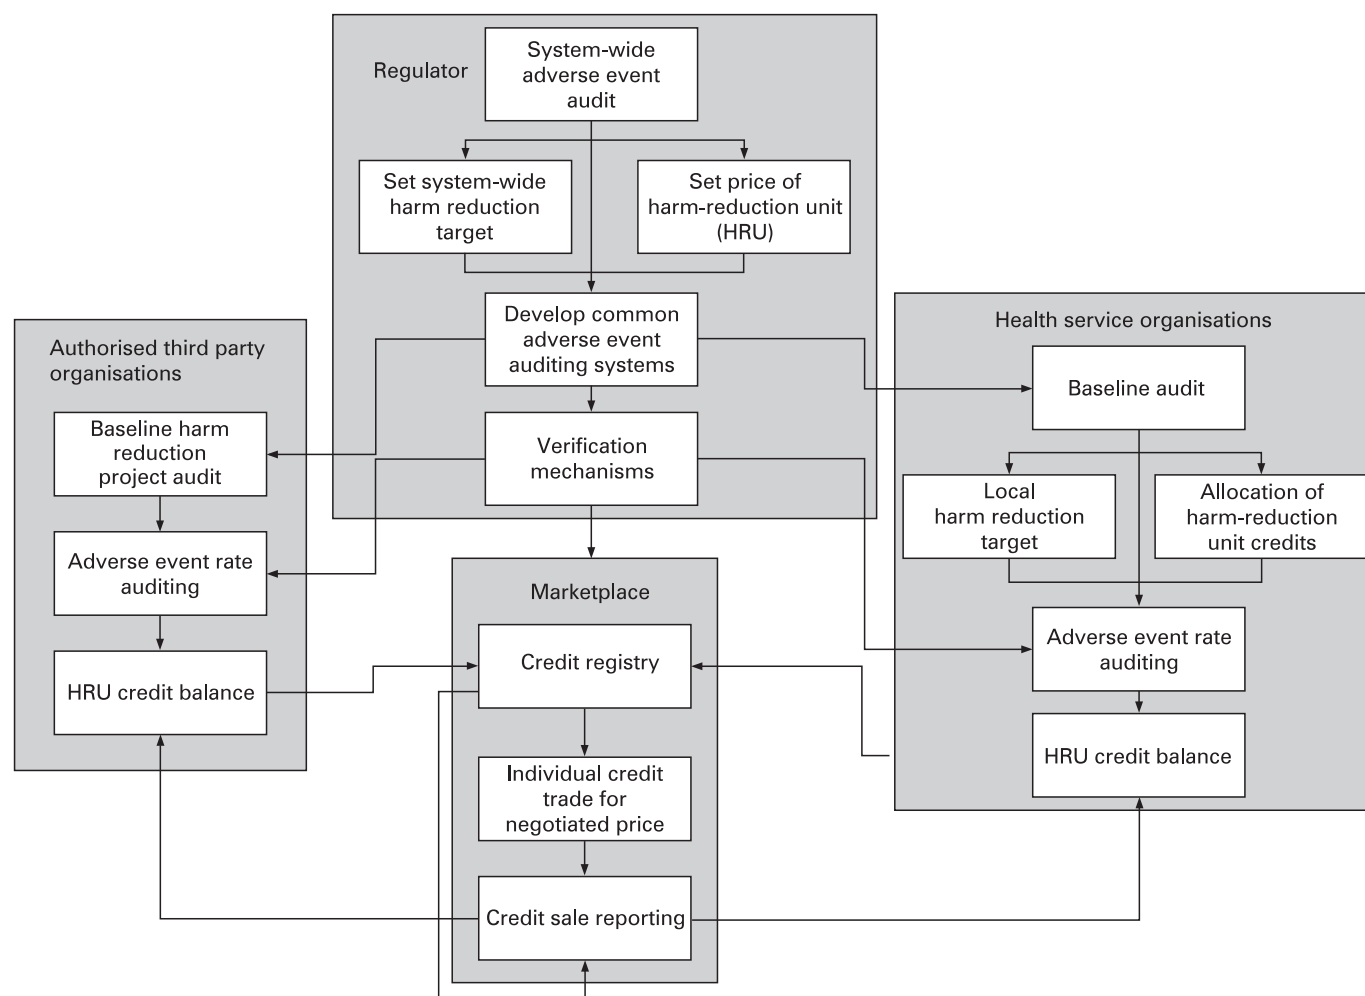 Regulator
System-wide
adverse event
audit
Set system-wide
harm reduction
target
Set price of
harm-reduction unit
(HRU)
Develop common
adverse event
auditing systems
Verification
mechanisms
Authorised third party
organisations
Baseline harm
reduction
project audit
Adverse event rate
auditing
HRU credit balance
Marketplace
Credit registry
Individual credit
trade for
negotiated price
Credit sale reporting
Health service organisations
Baseline audit
Local
harm reduction
target
Allocation of
harm-reduction
unit credits
Adverse event rate
auditing
HRU credit balance